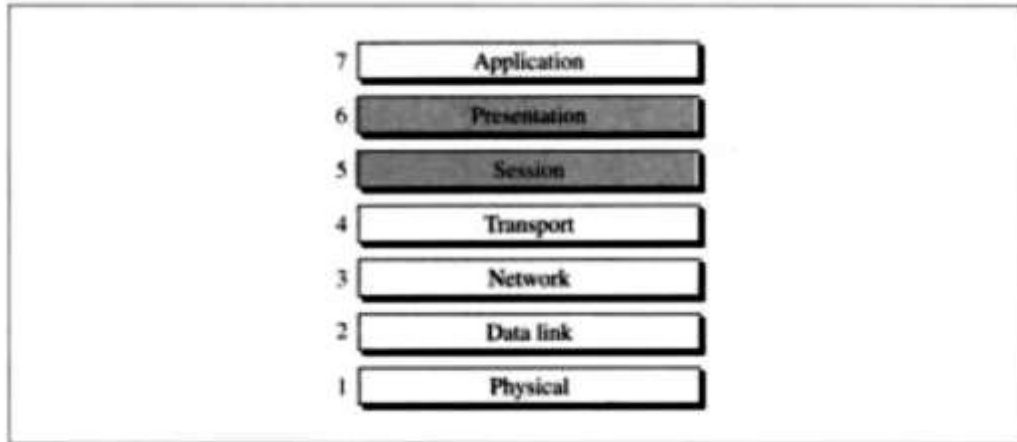 7 Application
6 Presentation
5 Session
4 Transport
3 Network
2 Data link
1 Physical